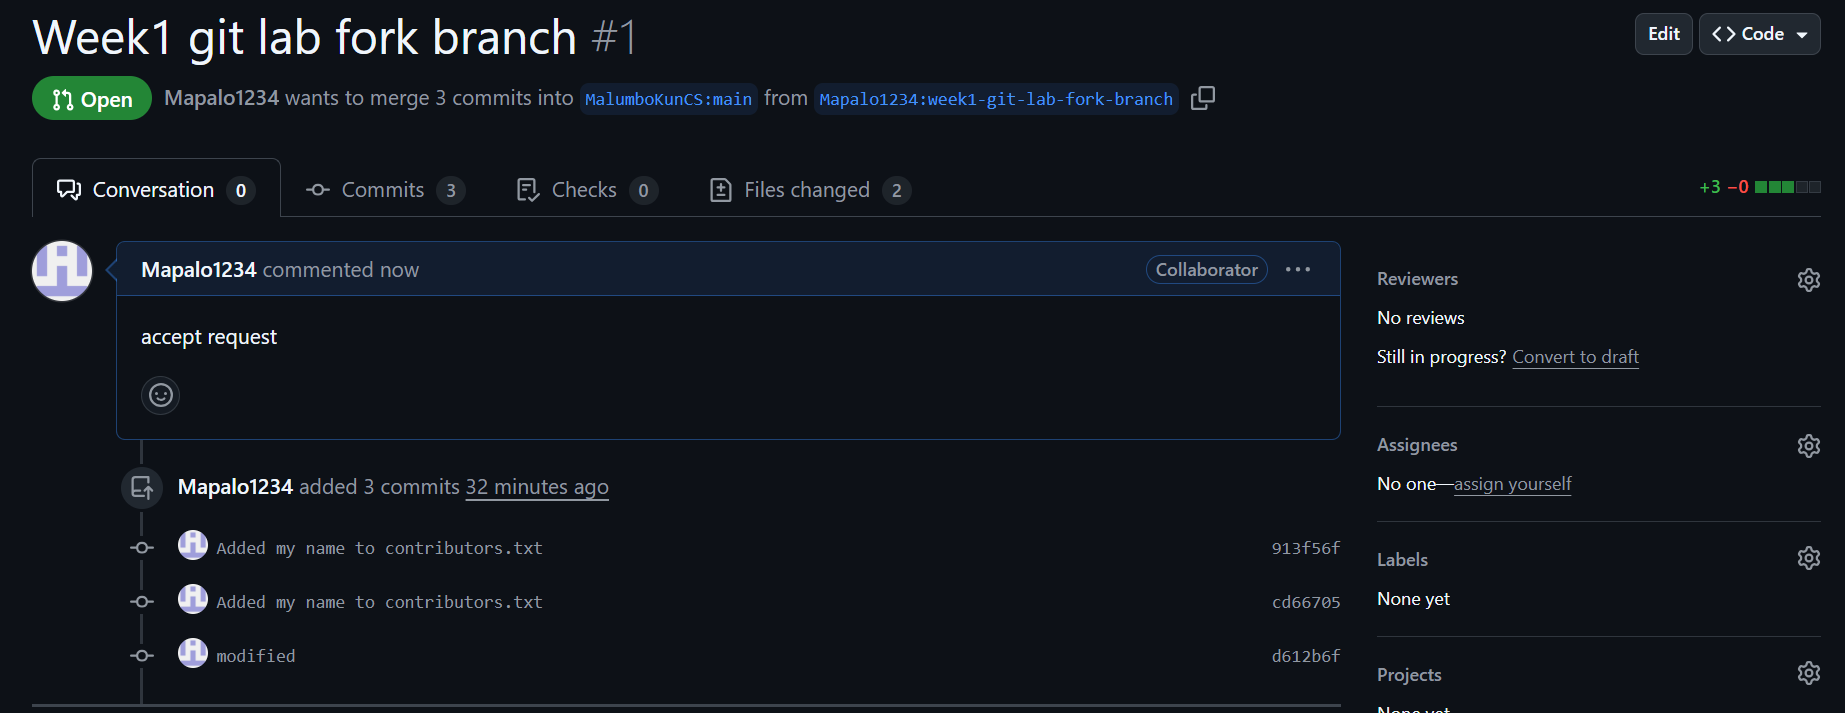 Week1 git lab fork branch #1
Edit
Code
Open
Mapalo1234 wants to merge 3 commits into MalumboKunCS:main from Mapalo1234:week1-git-lab-fork-branch
Conversation 0
Commits 3
Checks 0
Files changed 2
+3 −0
Mapalo1234 commented now
Collaborator
accept request
Mapalo1234 added 3 commits 32 minutes ago
Added my name to contributors.txt 913f56f
Added my name to contributors.txt cd66705
modified d612b6f
Reviewers
No reviews
Still in progress? Convert to draft
Assignees
No one—assign yourself
Labels
None yet
Projects
None yet